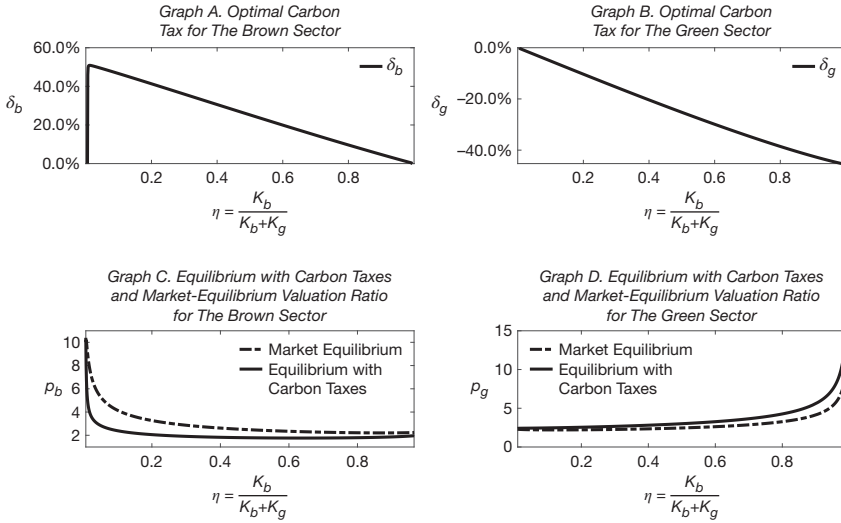 Graph A. Optimal Carbon
Tax for The Brown Sector
60.0%
40.0%
20.0%
0.0%
δb
δb
0.2
0.4
0.6
0.8
η = Kb / Kb+Kg
Graph B. Optimal Carbon
Tax for The Green Sector
0.0%
−20.0%
−40.0%
δg
δg
0.2
0.4
0.6
0.8
η = Kb / Kb+Kg
Graph C. Equilibrium with Carbon Taxes
and Market-Equilibrium Valuation Ratio
for The Brown Sector
10
8
6
4
2
pb
Market Equilibrium
Equilibrium with
Carbon Taxes
0.2
0.4
0.6
0.8
η = Kb / Kb+Kg
Graph D. Equilibrium with Carbon Taxes
and Market-Equilibrium Valuation Ratio
for The Green Sector
15
10
5
0
pg
Market Equilibrium
Equilibrium with
Carbon Taxes
0.2
0.4
0.6
0.8
η = Kb / Kb+Kg